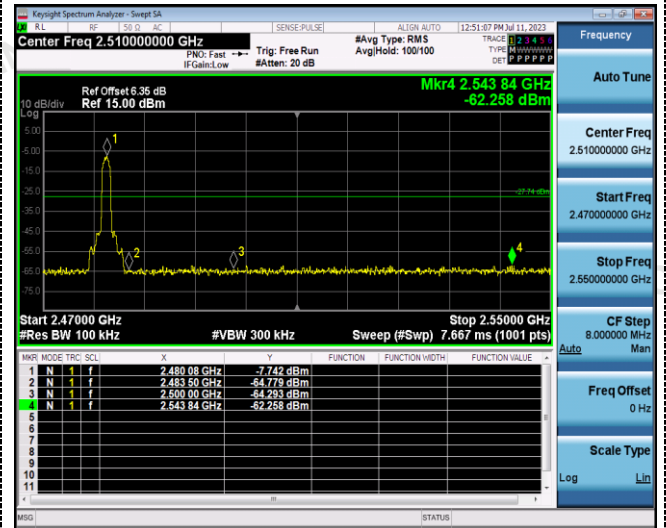 Keysight Spectrum Analyzer - Swept SA
RL RF 50 Ω AC SENSE:PULSE ALIGN AUTO 12:51:07 PM Jul 11, 2023
Center Freq 2.510000000 GHz
PNO: Fast
IFGain:Low
Trig: Free Run
#Atten: 20 dB
#Avg Type: RMS
Avg|Hold: 100/100
TRACE 1 2 3 4 5 6
TYPE M WWWWW
DET P P P P P P
Mkr4 2.543 84 GHz
-62.258 dBm
Ref Offset 6.35 dB
10 dB/div Ref 15.00 dBm
Log
5.00
-5.00
-15.0
-25.0
-35.0
-45.0
-55.0
-65.0
-75.0
1
2
3
4
-27.74 dBm
Start 2.47000 GHz Stop 2.55000 GHz
#Res BW 100 kHz #VBW 300 kHz Sweep (#Swp) 7.667 ms (1001 pts)
MKR MODE TRC SCL X Y FUNCTION FUNCTION WIDTH FUNCTION VALUE
1 N 1 f 2.480 08 GHz -7.742 dBm
2 N 1 f 2.483 50 GHz -64.779 dBm
3 N 1 f 2.500 00 GHz -64.293 dBm
4 N 1 f 2.543 84 GHz -62.258 dBm
5
6
7
8
9
10
11
MSG STATUS
Frequency
Auto Tune
Center Freq
2.510000000 GHz
Start Freq
2.470000000 GHz
Stop Freq
2.550000000 GHz
CF Step
8.000000 MHz
Auto Man
Freq Offset
0 Hz
Scale Type
Log Lin